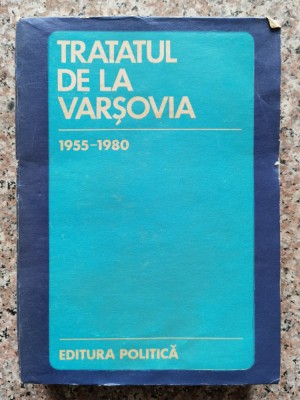 TRATATUL
DE LA
VARȘOVIA
1955-1980
EDITURA POLITICĂ